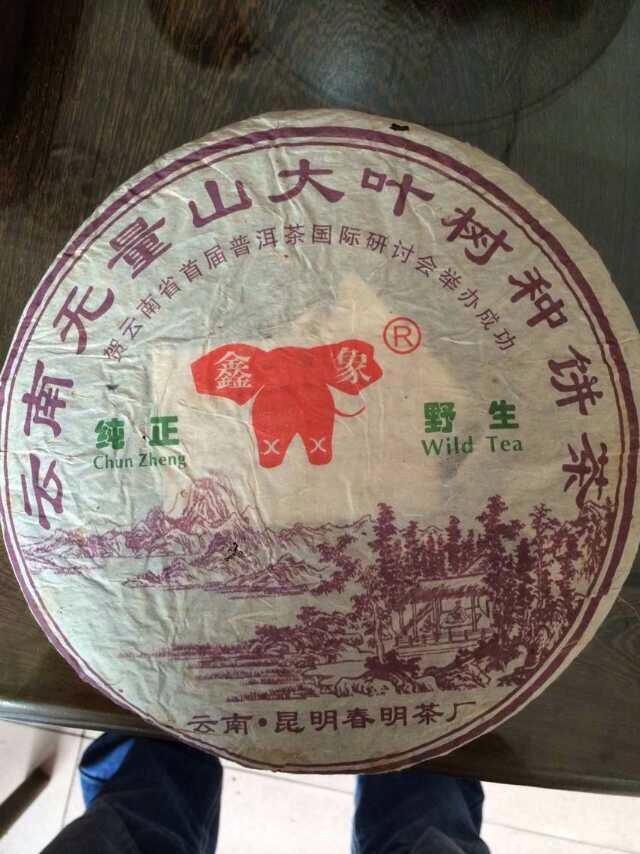 云南无量山大叶树种饼茶
贺云南省首届普洱茶国际研讨会举办成功
鑫象®
纯正
Chun Zheng
野生
Wild Tea
云南·昆明春明茶厂